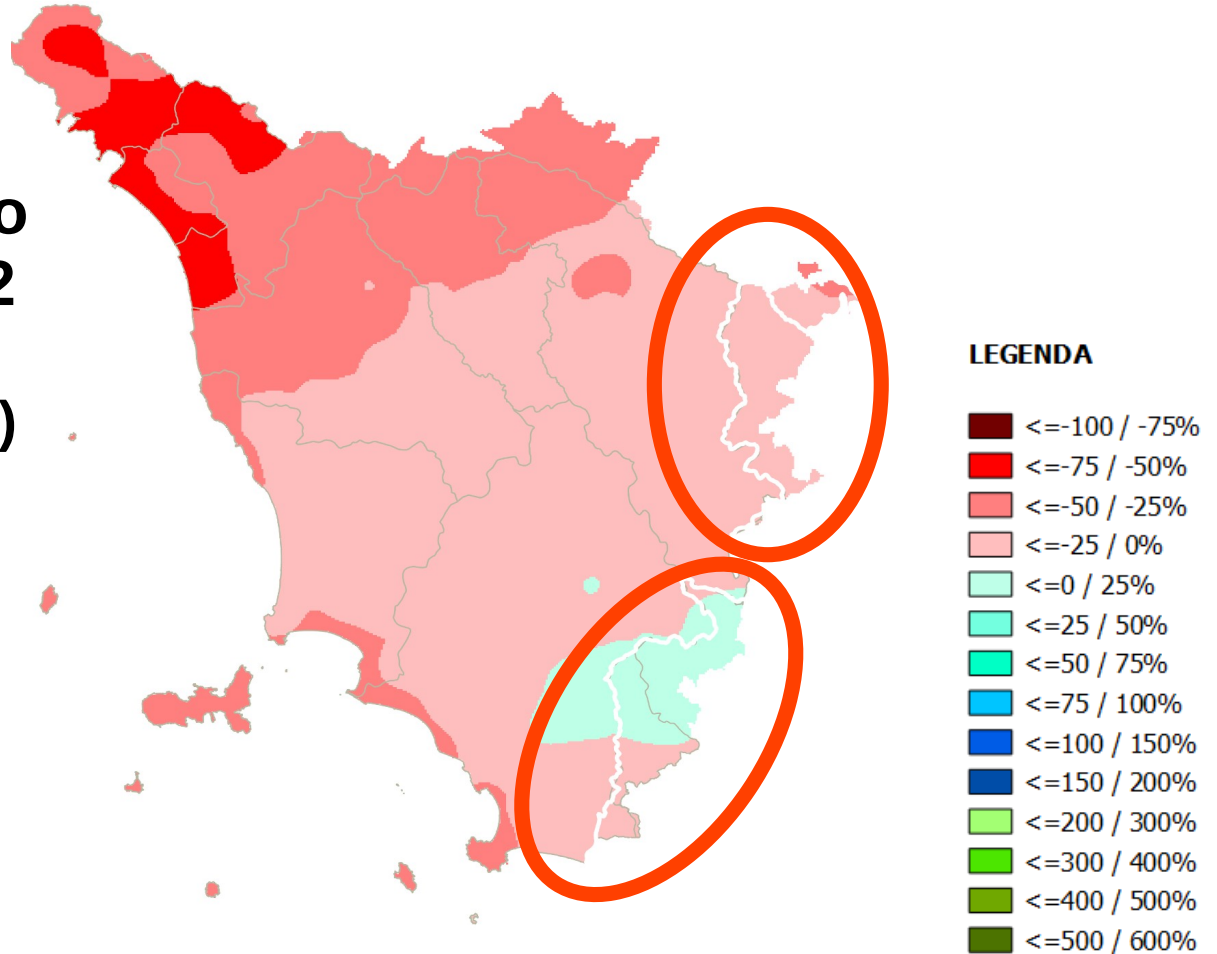 o
2
)
LEGENDA
<=-100 / -75%
<=-75 / -50%
<=-50 / -25%
<=-25 / 0%
<=0 / 25%
<=25 / 50%
<=50 / 75%
<=75 / 100%
<=100 / 150%
<=150 / 200%
<=200 / 300%
<=300 / 400%
<=400 / 500%
<=500 / 600%